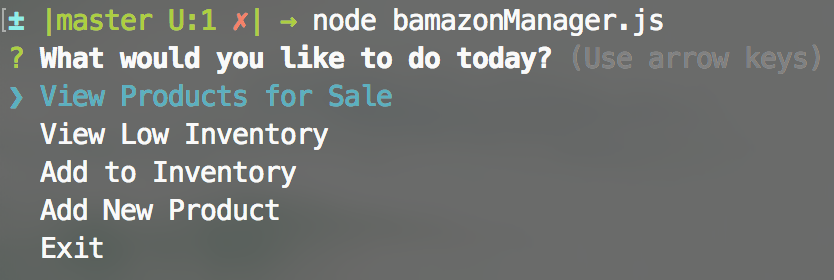 [± |master U:1 ✗| → node bamazonManager.js
? What would you like to do today? (Use arrow keys)
❯ View Products for Sale
View Low Inventory
Add to Inventory
Add New Product
Exit